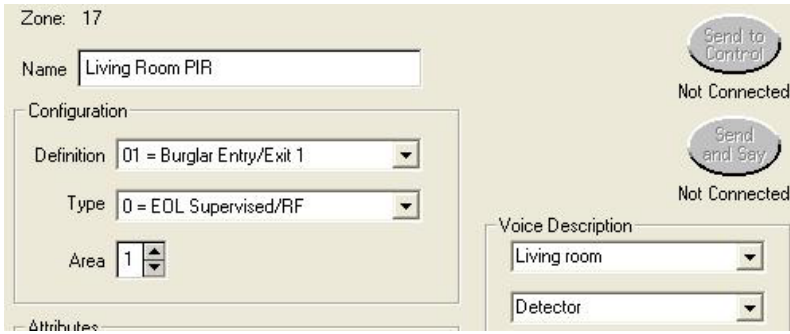 Zone: 17
Name Living Room PIR
Configuration
Definition 01 = Burglar Entry/Exit 1
Type 0 = EOL Supervised/RF
Area 1
Attributes
Send to
Control
Not Connected
Send
and Say
Not Connected
Voice Description
Living room
Detector